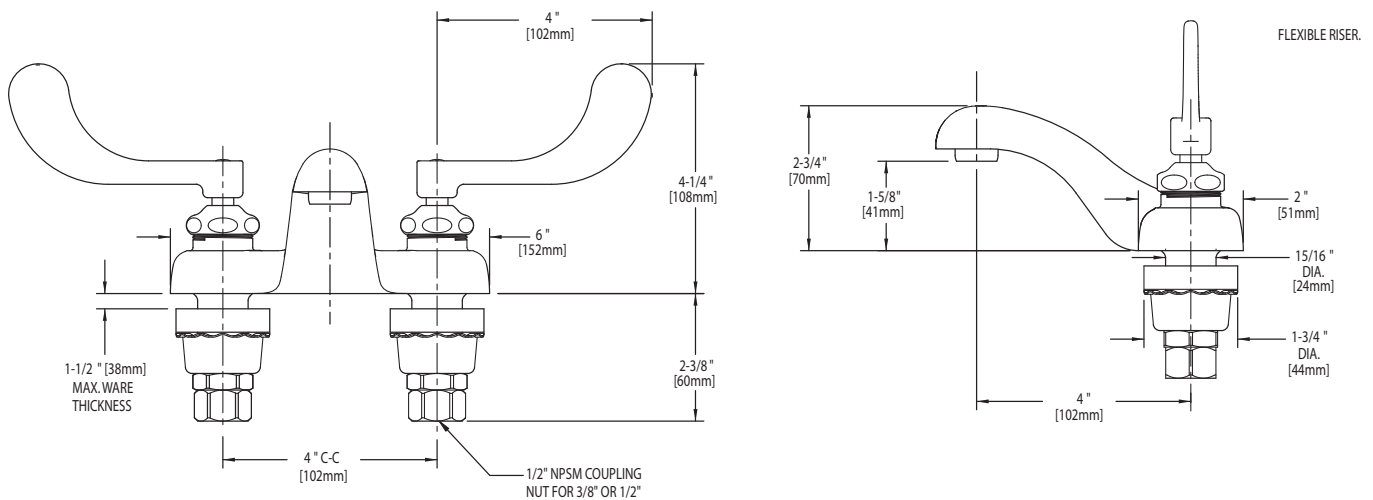 4 "
[102mm]
4-1/4"
[108mm]
6 "
[152mm]
1-1/2 " [38mm]
MAX. WARE
THICKNESS
2-3/8"
[60mm]
4 " C-C
[102mm]
1/2" NPSM COUPLING
NUT FOR 3/8" OR 1/2"
FLEXIBLE RISER.
2-3/4"
[70mm]
1-5/8"
[41mm]
2 "
[51mm]
15/16 "
DIA.
[24mm]
1-3/4 "
DIA.
[44mm]
4 "
[102mm]